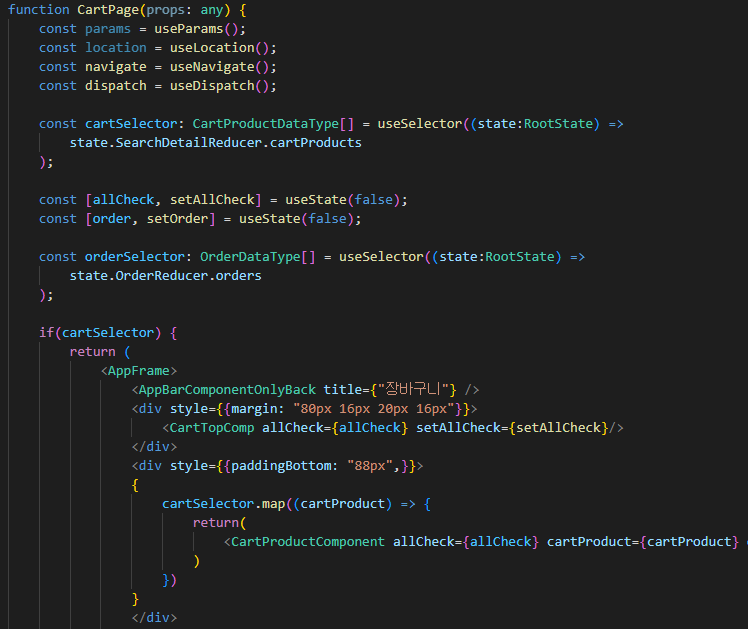 function CartPage(props: any) {
    const params = useParams();
    const location = useLocation();
    const navigate = useNavigate();
    const dispatch = useDispatch();

    const cartSelector: CartProductDataType[] = useSelector((state:RootState) =>
        state.SearchDetailReducer.cartProducts
    );

    const [allCheck, setAllCheck] = useState(false);
    const [order, setOrder] = useState(false);

    const orderSelector: OrderDataType[] = useSelector((state:RootState) =>
        state.OrderReducer.orders
    );

    if(cartSelector) {
        return (
            <AppFrame>
                <AppBarComponentOnlyBack title={"장바구니"} />
                <div style={{margin: "80px 16px 20px 16px"}}>
                    <CartTopComp allCheck={allCheck} setAllCheck={setAllCheck}/>
                </div>
                <div style={{paddingBottom: "88px",}}>
                {
                    cartSelector.map((cartProduct) => {
                        return(
                            <CartProductComponent allCheck={allCheck} cartProduct={cartProduct}
                        )
                    })
                }
                </div>